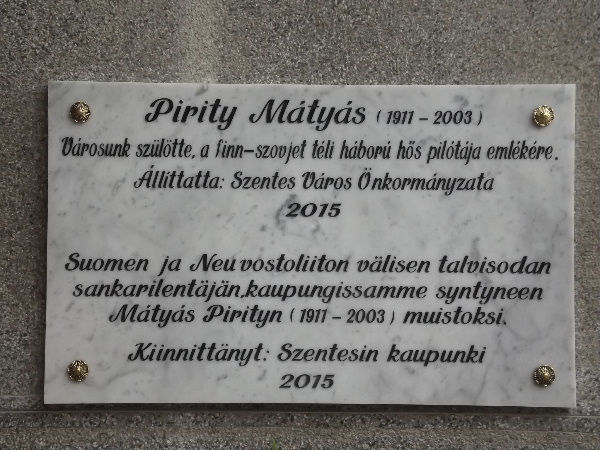 Pirity Mátyás (1911 – 2003)
Városunk szülötte, a finn–szovjet téli háború hős pilótája emlékére.
Állíttatta: Szentes Város Önkormányzata
2015
Suomen ja Neuvostoliiton välisen talvisodan
sankarilentäjän,kaupungissamme syntyneen
Mátyás Pirityn (1911 – 2003) muistoksi.
Kiinnittänyt: Szentesin kaupunki
2015